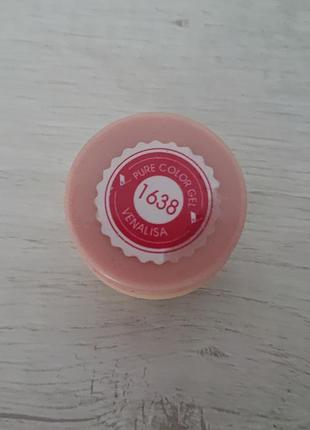 PURE COLOR GEL
1638
VENALISA